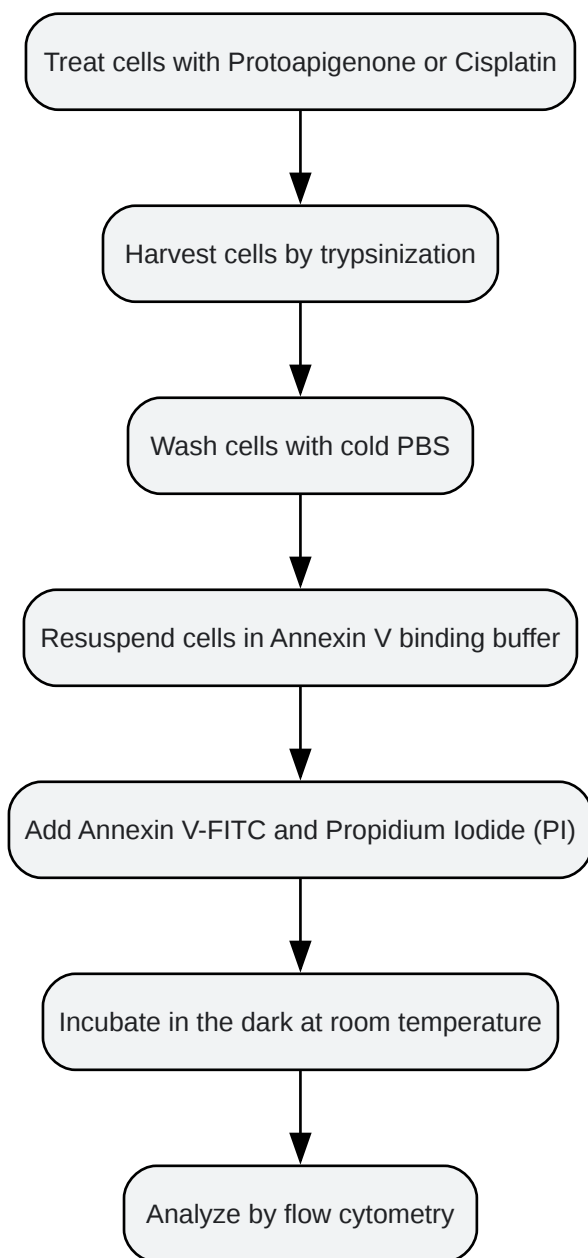 Treat cells with Protoapigenone or Cisplatin
Harvest cells by trypsinization
Wash cells with cold PBS
Resuspend cells in Annexin V binding buffer
Add Annexin V-FITC and Propidium Iodide (PI)
Incubate in the dark at room temperature
Analyze by flow cytometry